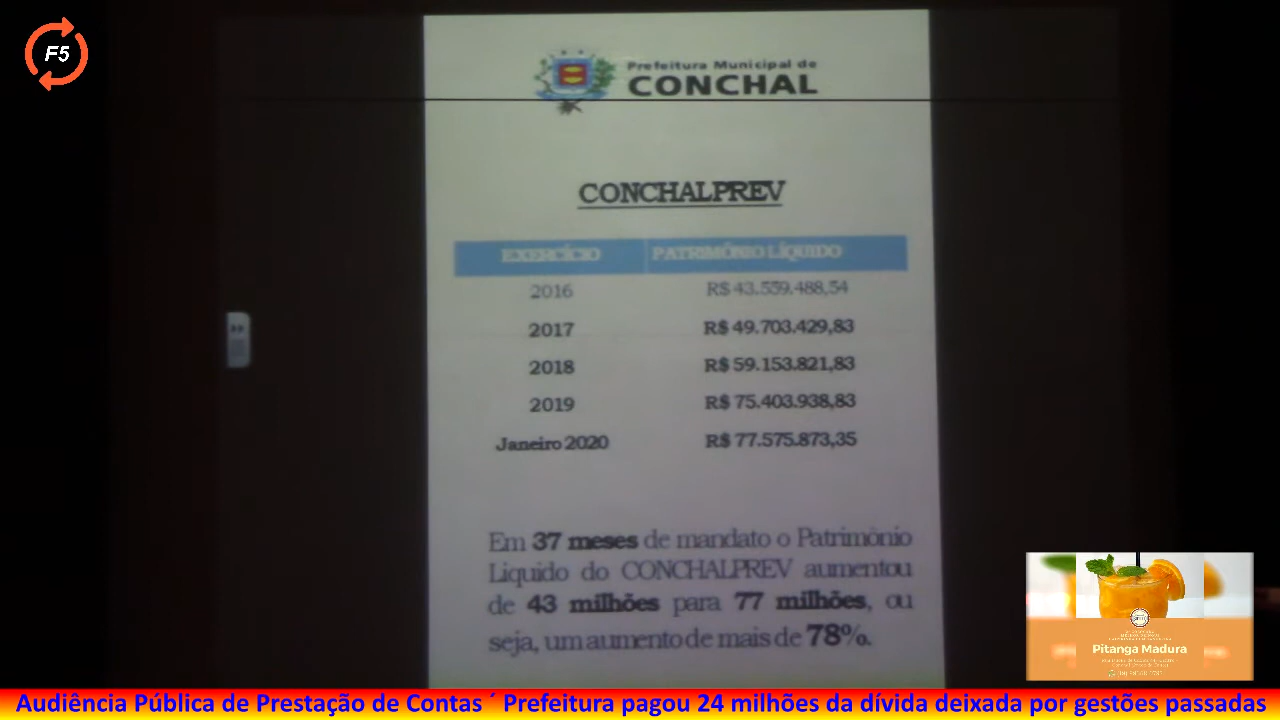 F5
Prefeitura Municipal de
CONCHAL
CONCHALPREV
EXERCÍCIO PATRIMÔNIO LÍQUIDO
2016 R$ 43.559.488,54
2017 R$ 49.703.429,83
2018 R$ 59.153.821,83
2019 R$ 75.403.938,83
Janeiro 2020 R$ 77.575.873,35
Em 37 meses de mandato o Patrimônio
Liquido do CONCHALPREV aumentou
de 43 milhões para 77 milhões, ou
seja, um aumento de mais de 78%.
Pitanga Madura
Audiência Pública de Prestação de Contas ´ Prefeitura pagou 24 milhões da dívida deixada por gestões passadas